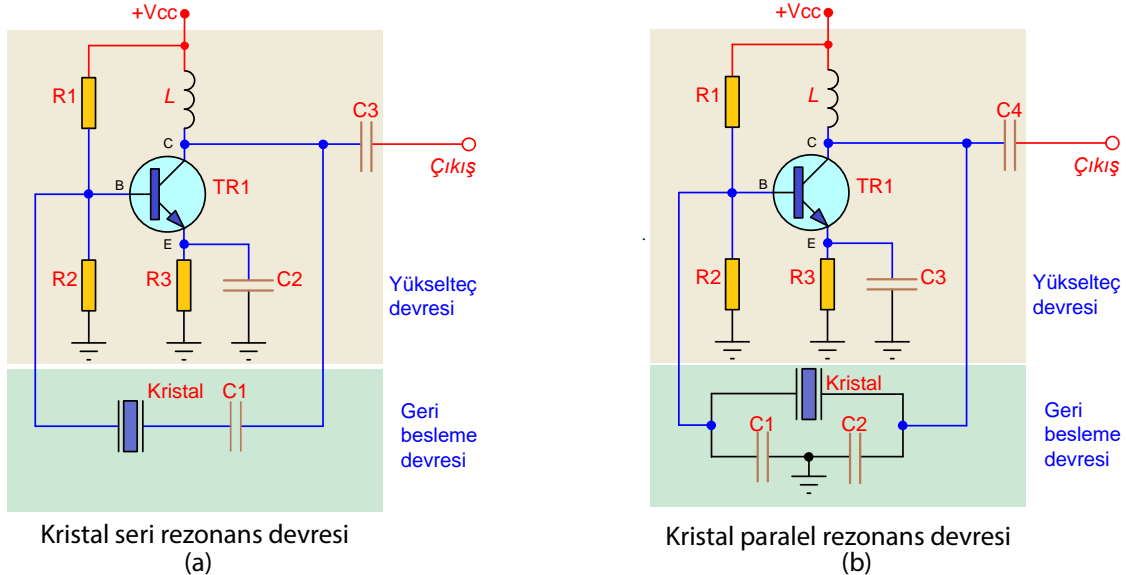 +Vcc
R1
L
C3
C
Çıkış
B
TR1
E
R2
R3
C2
Yükselteç
devresi
Kristal
C1
Geri
besleme
devresi
Kristal seri rezonans devresi
(a)
+Vcc
R1
L
C4
C
Çıkış
B
TR1
E
R2
R3
C3
Yükselteç
devresi
Kristal
C1
C2
Geri
besleme
devresi
Kristal paralel rezonans devresi
(b)